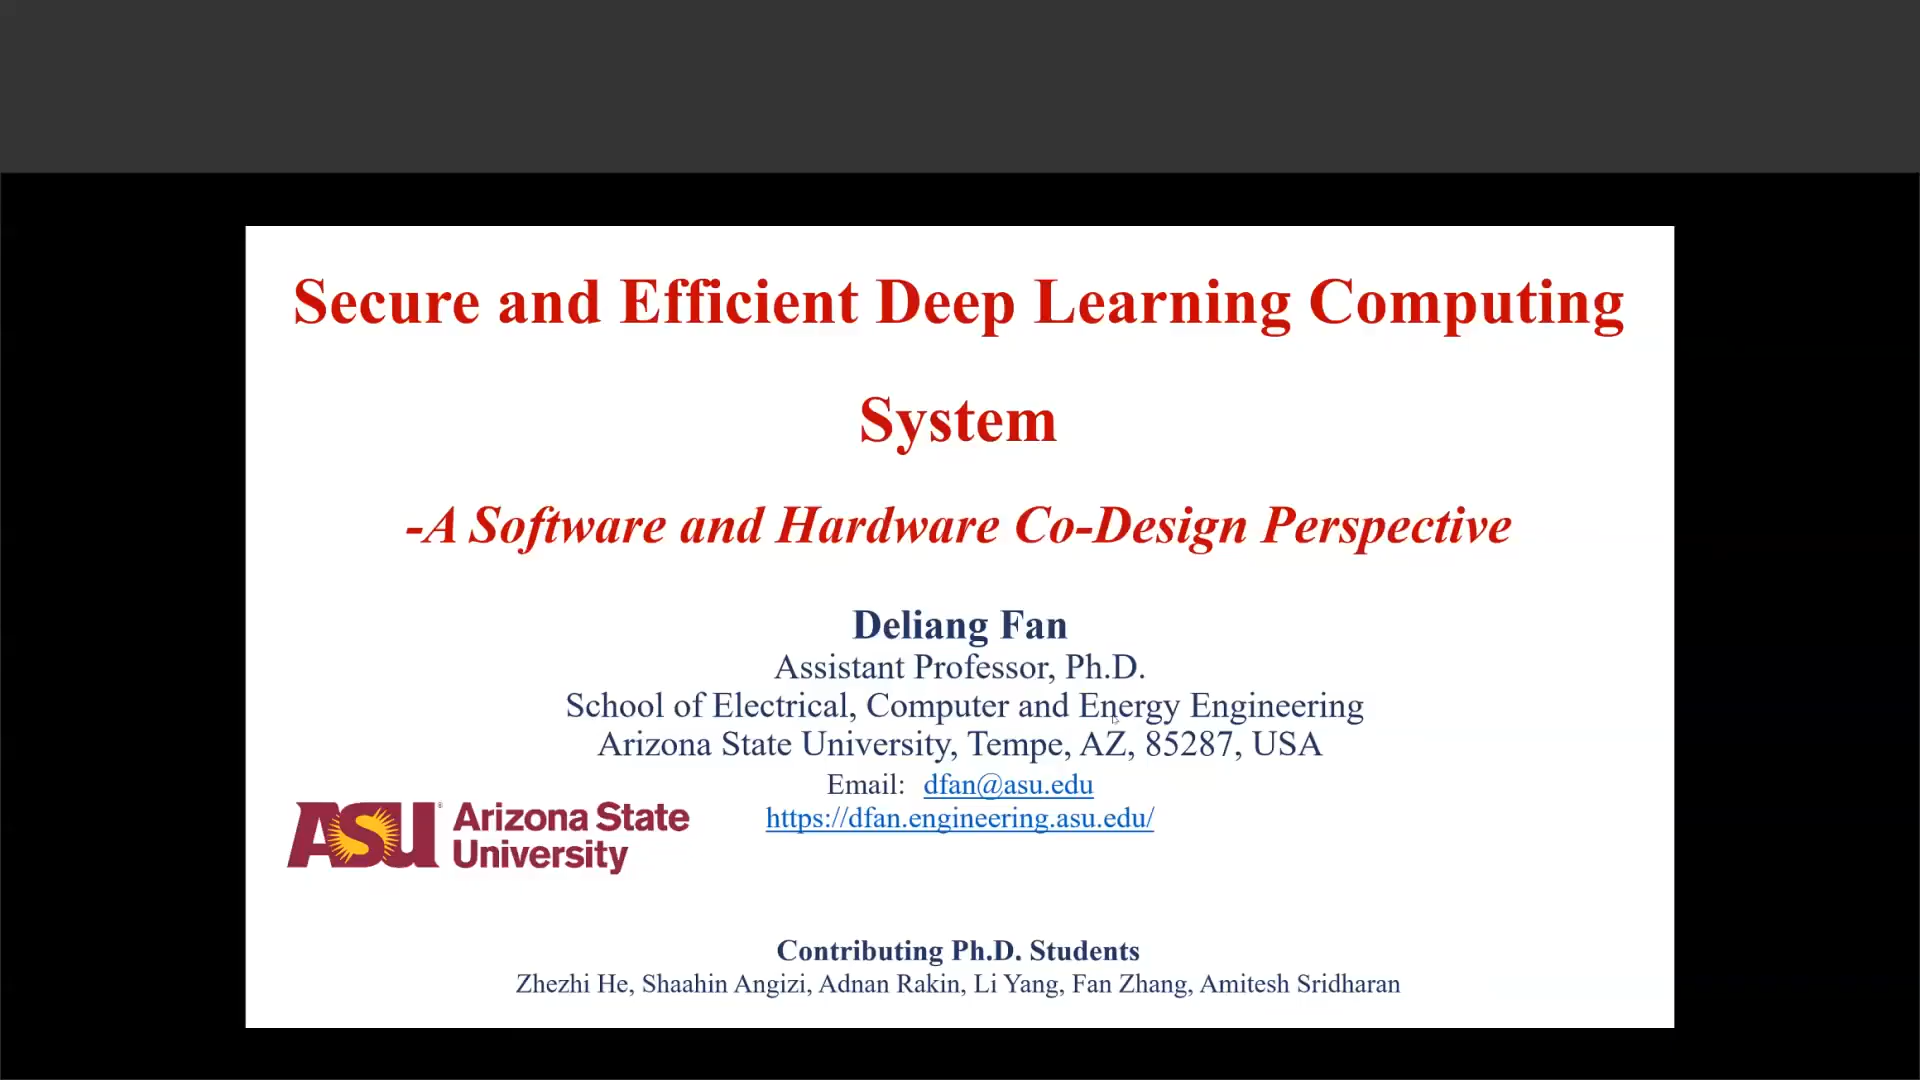 Secure and Efficient Deep Learning Computing
System
-A Software and Hardware Co-Design Perspective
Deliang Fan
Assistant Professor, Ph.D.
School of Electrical, Computer and Energy Engineering
Arizona State University, Tempe, AZ, 85287, USA
Email: dfan@asu.edu
https://dfan.engineering.asu.edu/
ASU® Arizona State
University
Contributing Ph.D. Students
Zhezhi He, Shaahin Angizi, Adnan Rakin, Li Yang, Fan Zhang, Amitesh Sridharan